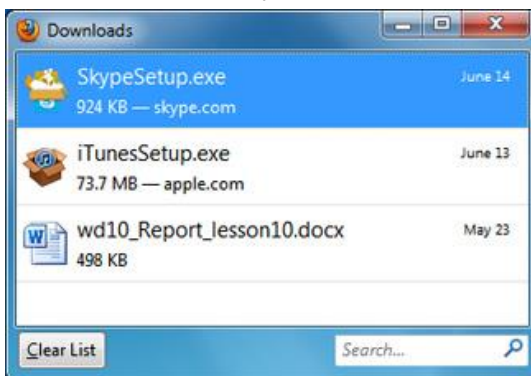 Downloads
SkypeSetup.exe
June 14
924 KB — skype.com
iTunesSetup.exe
June 13
73.7 MB — apple.com
wd10_Report_lesson10.docx
May 23
498 KB
Clear List
Search...